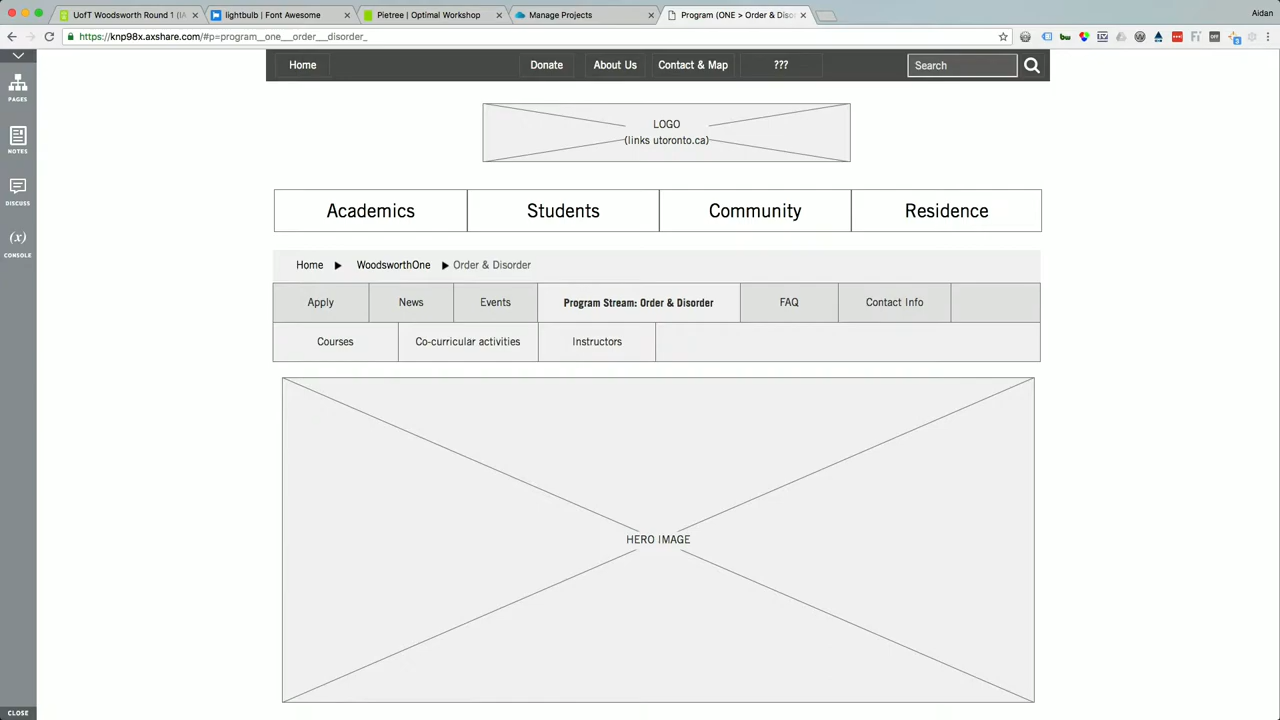 UofT Woodsworth Round 1 (IA
lightbulb | Font Awesome
Pietree | Optimal Workshop
Manage Projects
Program (ONE > Order & Diso
Aidan
https://knp98x.axshare.com/#p=program__one___order___disorder_
PAGES
NOTES
DISCUSS
(x)
CONSOLE
CLOSE
Home
Donate
About Us
Contact & Map
???
Search
LOGO
(links utoronto.ca)
Academics
Students
Community
Residence
Home
WoodsworthOne
Order & Disorder
Apply
News
Events
Program Stream: Order & Disorder
FAQ
Contact Info
Courses
Co-curricular activities
Instructors
HERO IMAGE